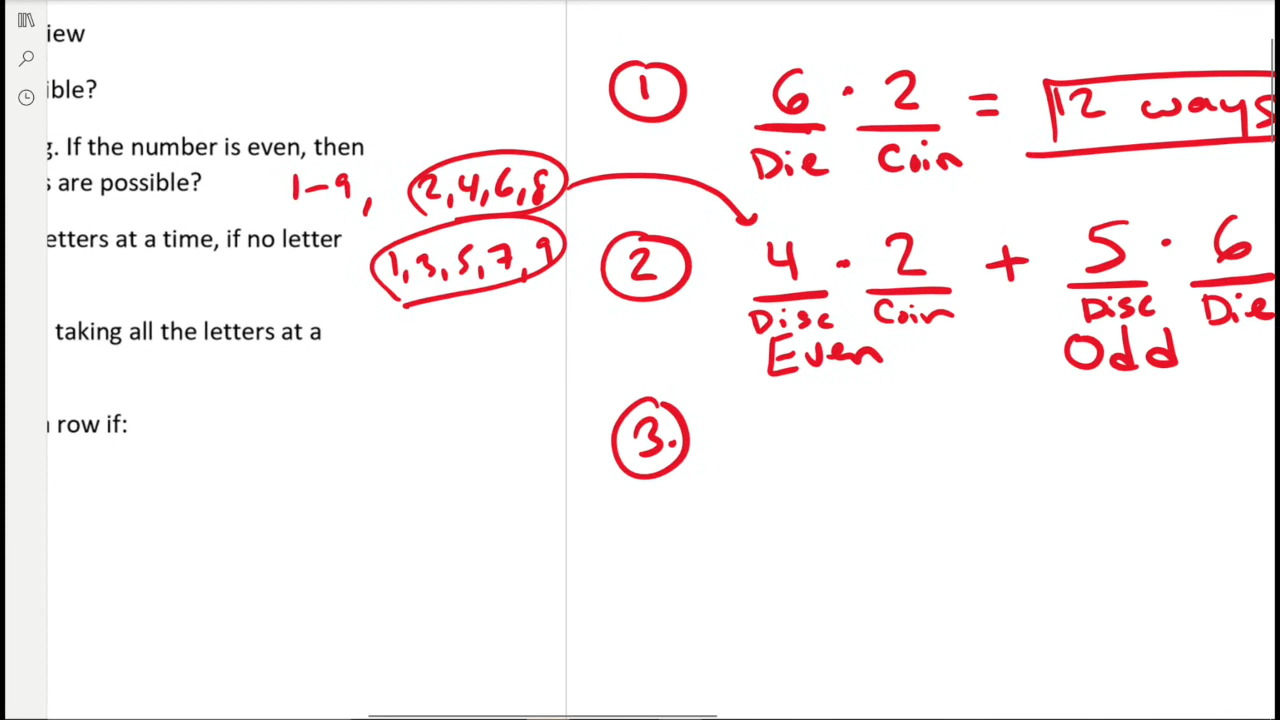 iew
ible?
g. If the number is even, then
s are possible?
etters at a time, if no letter
taking all the letters at a
row if:
1-9, 2,4,6,8
1,3,5,7,9
1 6 · 2 = 12 ways
Die Coin
2 4 · 2 + 5 · 6
Disc Coin Disc Die
Even Odd
3.